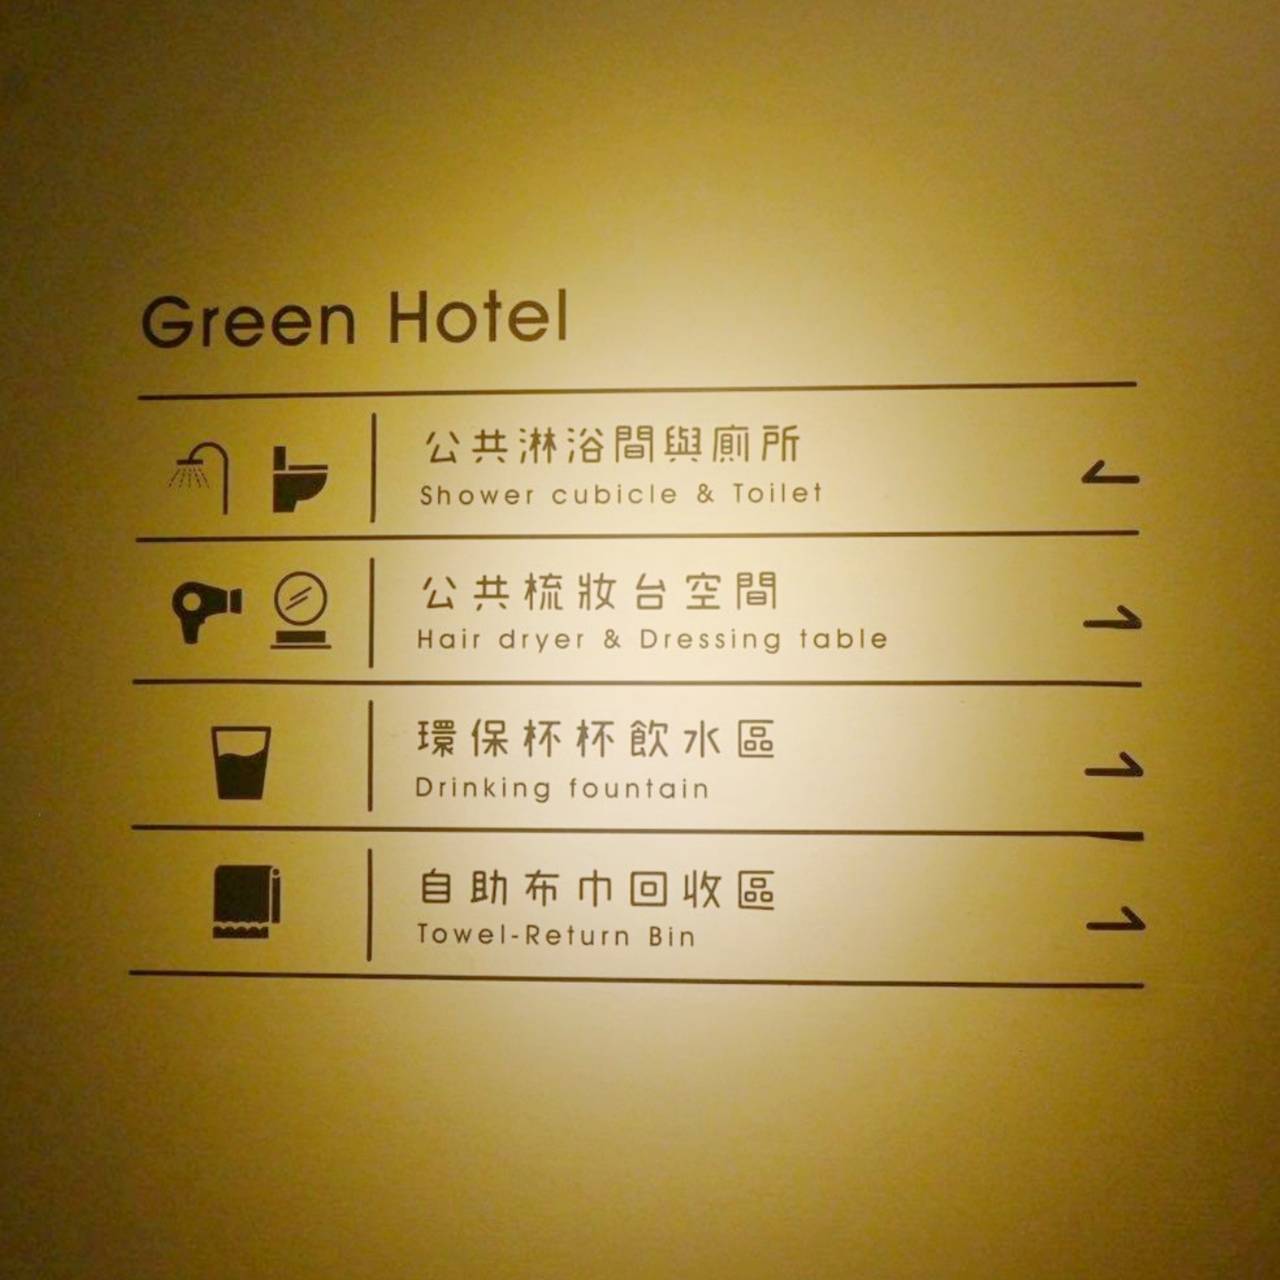 Green Hotel
公共淋浴間與廁所
Shower cubicle & Toilet
公共梳妝台空間
Hair dryer & Dressing table
環保杯杯飲水區
Drinking fountain
自助布巾回收區
Towel-Return Bin